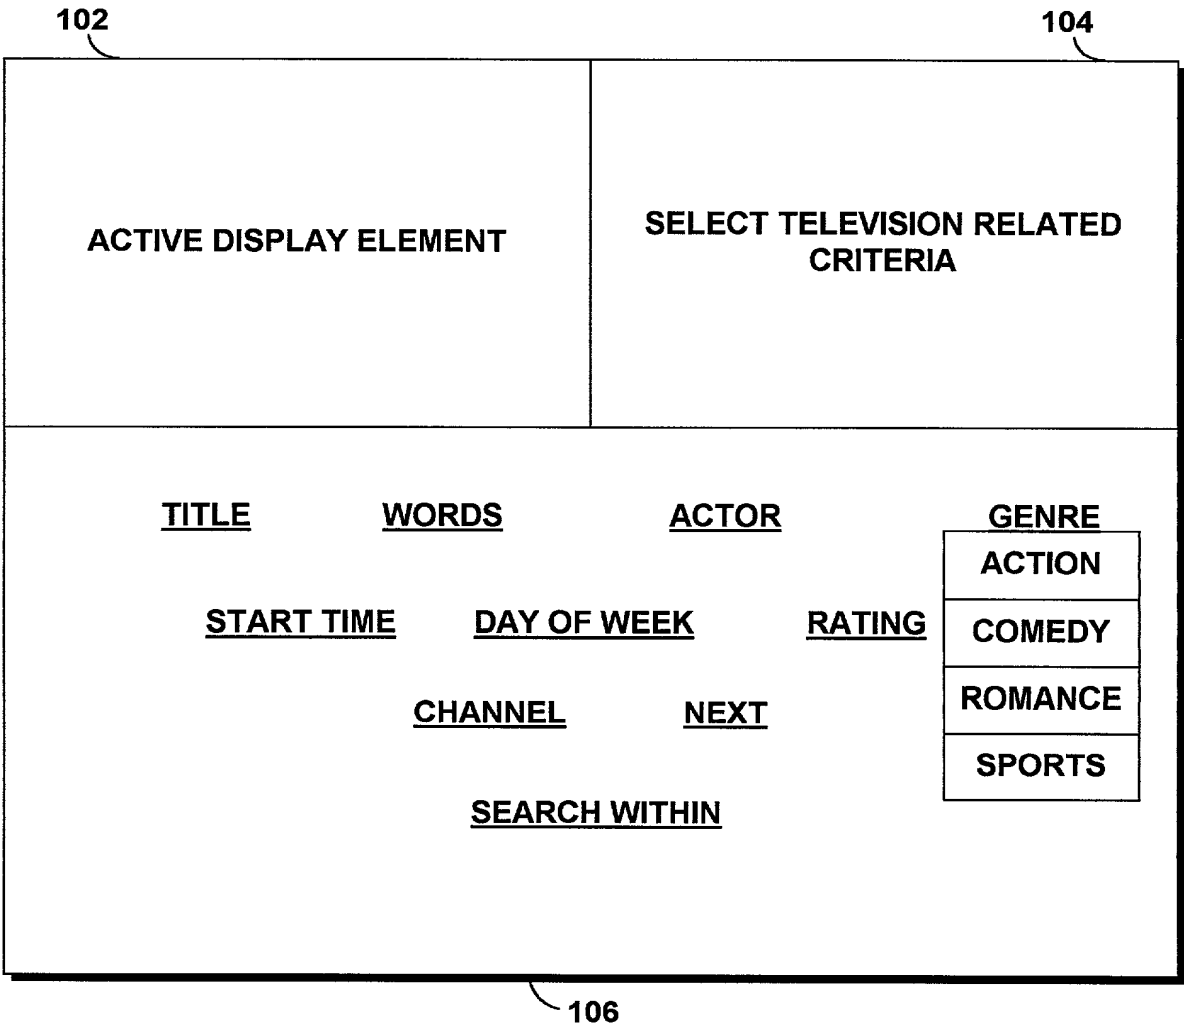 102
104
ACTIVE DISPLAY ELEMENT
SELECT TELEVISION RELATED
CRITERIA
TITLE WORDS ACTOR GENRE
ACTION
START TIME DAY OF WEEK RATING
COMEDY
ROMANCE
CHANNEL NEXT
SPORTS
SEARCH WITHIN
106